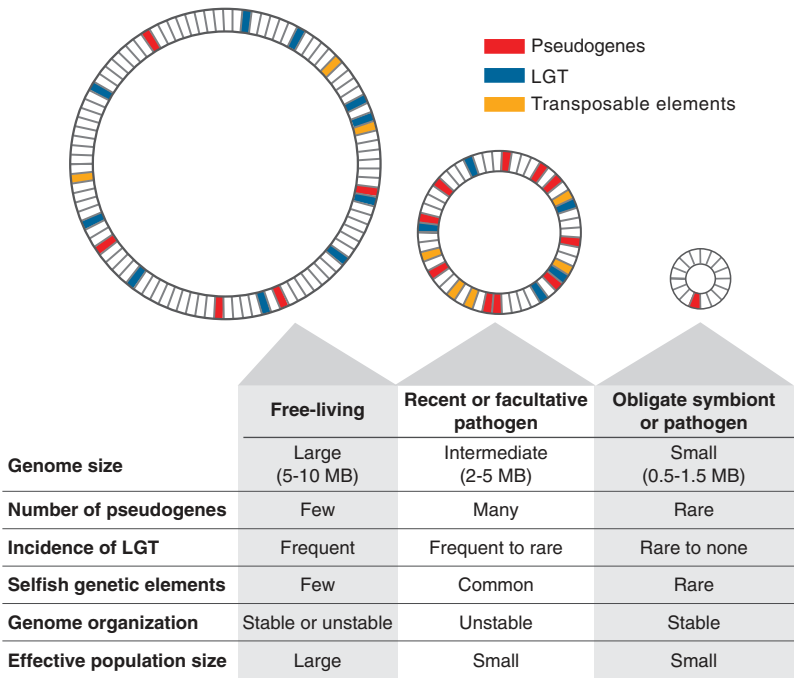 Pseudogenes
LGT
Transposable elements
Free-living
Recent or facultative
pathogen
Obligate symbiont
or pathogen
Genome size
Large
(5-10 MB)
Intermediate
(2-5 MB)
Small
(0.5-1.5 MB)
Number of pseudogenes Few Many Rare
Incidence of LGT Frequent Frequent to rare Rare to none
Selfish genetic elements Few Common Rare
Genome organization Stable or unstable Unstable Stable
Effective population size Large Small Small